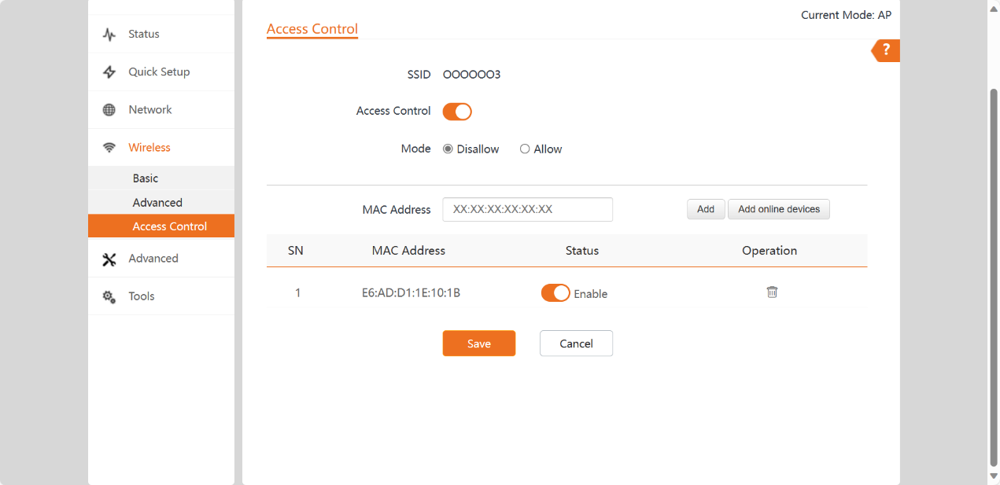 Current Mode: AP
Access Control
?
Status
Quick Setup
Network
Wireless
Basic
Advanced
Access Control
Advanced
Tools
SSID OOOOOO3
Access Control
Mode Disallow Allow
MAC Address XX:XX:XX:XX:XX:XX Add Add online devices
SN MAC Address Status Operation
1 E6:AD:D1:1E:10:1B Enable
Save Cancel